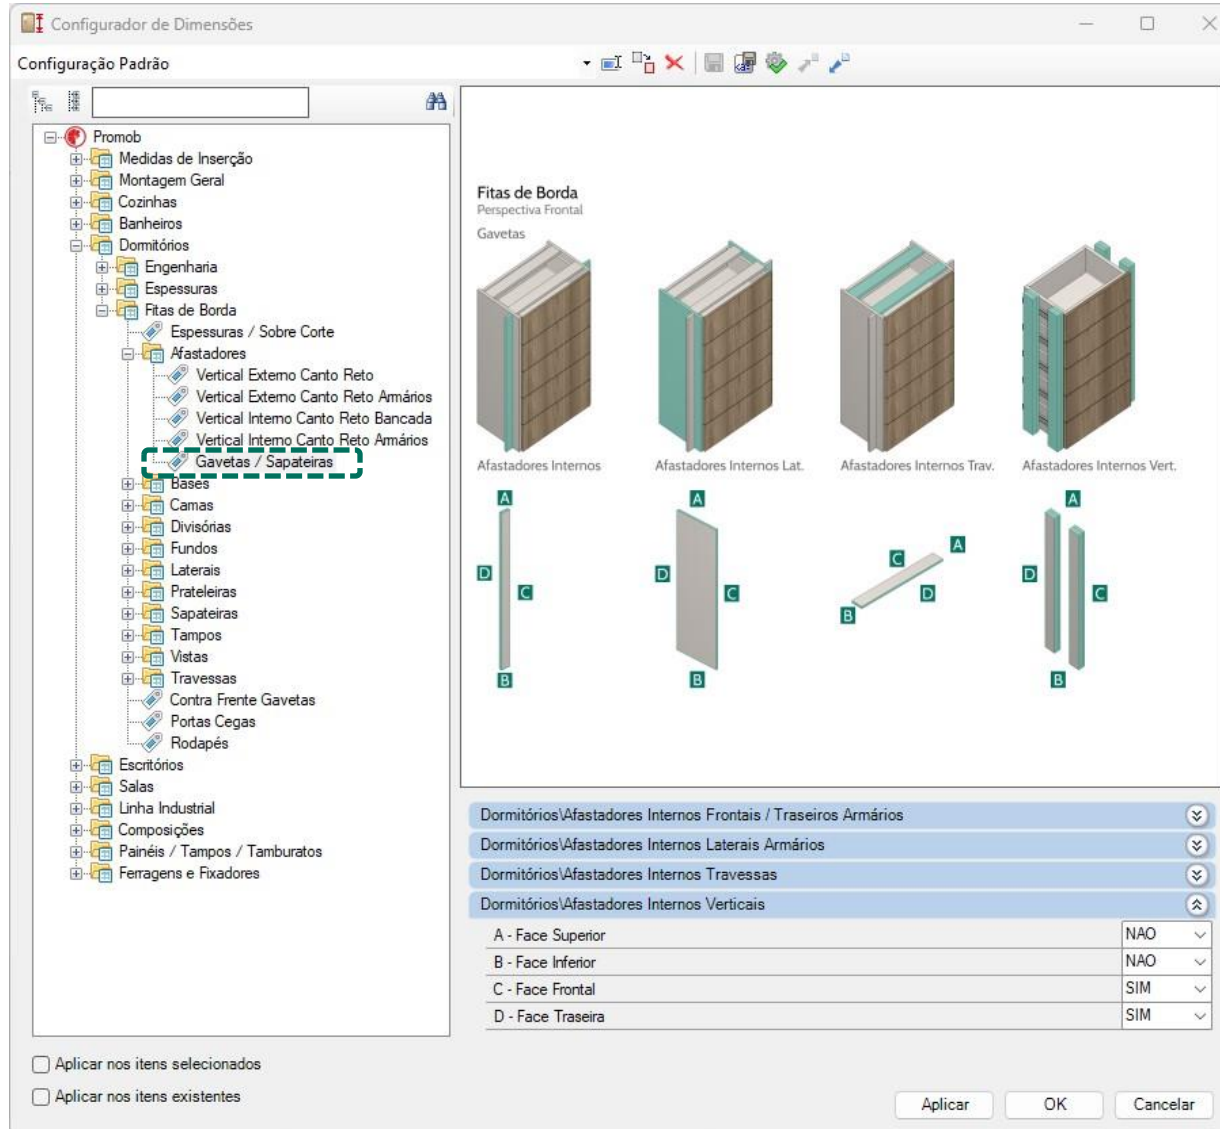 Configurador de Dimensões
Configuração Padrão
Promob
Medidas de Inserção
Montagem Geral
Cozinhas
Banheiros
Dormitórios
Engenharia
Espessuras
Fitas de Borda
Espessuras / Sobre Corte
Afastadores
Vertical Externo Canto Reto
Vertical Externo Canto Reto Armários
Vertical Interno Canto Reto Bancada
Vertical Interno Canto Reto Armários
Gavetas / Sapateiras
Bases
Camas
Divisórias
Fundos
Laterais
Prateleiras
Sapateiras
Tampos
Vistas
Travessas
Contra Frente Gavetas
Portas Cegas
Rodapés
Escritórios
Salas
Linha Industrial
Composições
Painéis / Tampos / Tamburatos
Ferragens e Fixadores
Fitas de Borda
Perspectiva Frontal
Gavetas
Afastadores Internos Afastadores Internos Lat. Afastadores Internos Trav. Afastadores Internos Vert.
A A A A
D C D C C D D C
B B B B
Dormitórios\Afastadores Internos Frontais / Traseiros Armários
Dormitórios\Afastadores Internos Laterais Armários
Dormitórios\Afastadores Internos Travessas
Dormitórios\Afastadores Internos Verticais
A - Face Superior NAO
B - Face Inferior NAO
C - Face Frontal SIM
D - Face Traseira SIM
Aplicar nos itens selecionados
Aplicar nos itens existentes
Aplicar OK Cancelar